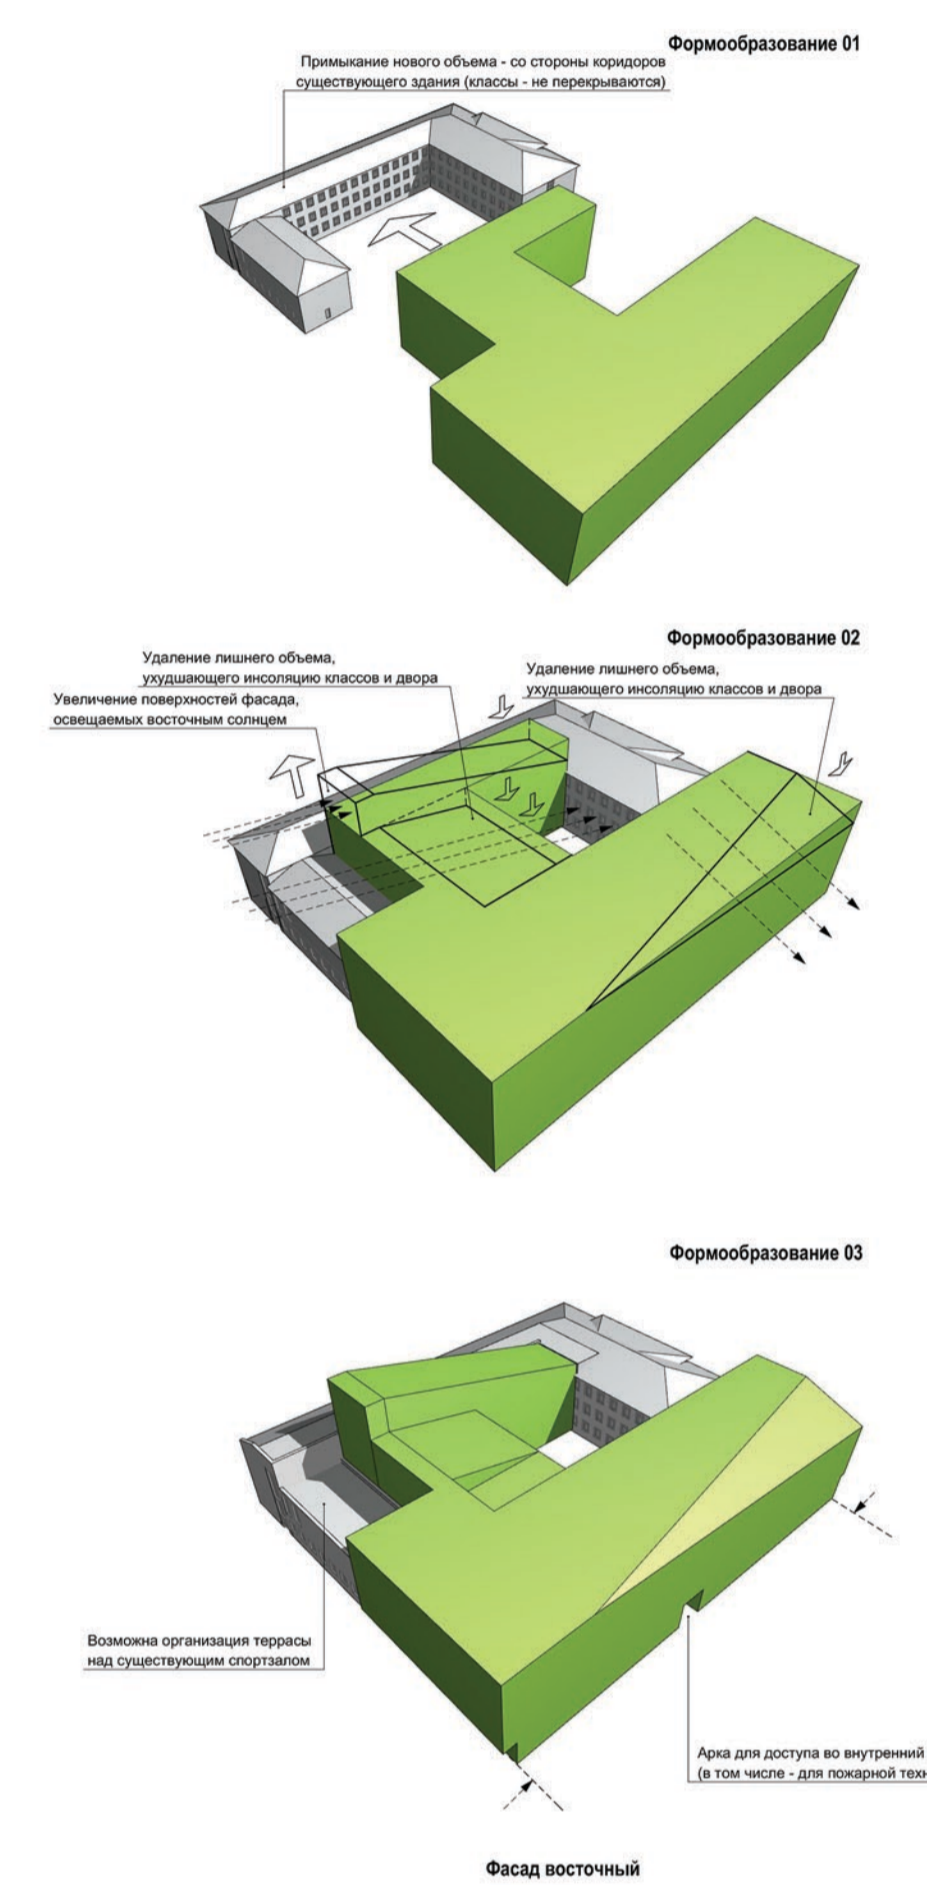 Формообразование 01
Примыкание нового объема - со стороны коридоров
существующего здания (классы - не перекрываются)
Формообразование 02
Удаление лишнего объема,
ухудшающего инсоляцию классов и двора
Удаление лишнего объема,
ухудшающего инсоляцию классов и двора
Увеличение поверхностей фасада,
освещаемых восточным солнцем
Формообразование 03
Возможна организация террасы
над существующим спортзалом
Арка для доступа во внутренний
(в том числе - для пожарной
Фасад восточный